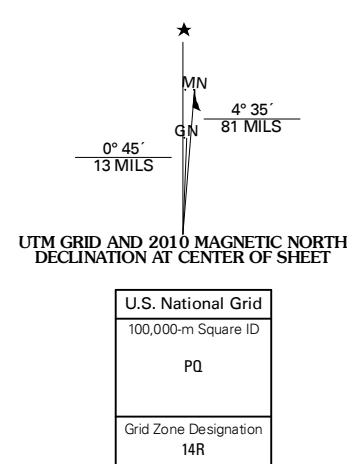 MN
GN
4° 35´
81 MILS
0° 45´
13 MILS
UTM GRID AND 2010 MAGNETIC NORTH
DECLINATION AT CENTER OF SHEET
U.S. National Grid
100,000-m Square ID
PQ
Grid Zone Designation
14R